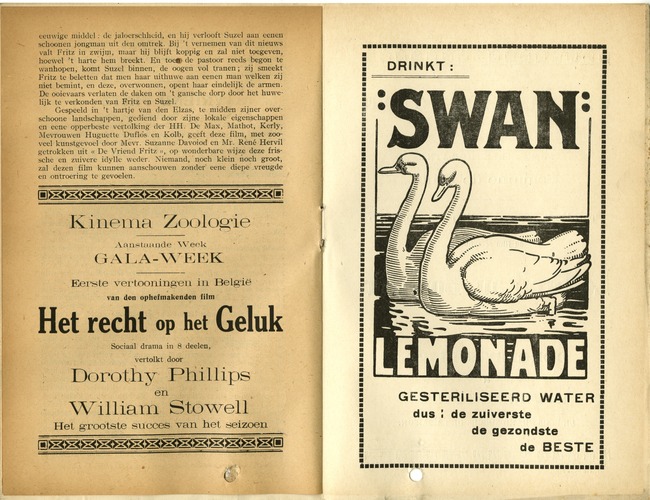 eeuwige middel : de jaloerschheid, en hij verlooft Suzel aan eenen
schoonen jongman uit den omtrek. Bij 't vernemen van dit nieuws
valt Fritz in zwijm, maar hij blijft koppig en zal niet toegeven,
hoewel 't harte hem breekt. En toen de pastoor reeds begon te
wanhopen, komt Suzel binnen, de oogen vol tranen ; zij smeekt
Fritz te beletten dat men haar uithuwe aan eenen man welken zij
niet bemint, en deze, overwonnen, opent haar eindelijk de armen.
De ooievaars verlaten de daken om 't gansche dorp door het huwe-
lijk te verkonden van Fritz en Suzel.
Gespeeld in 't hartje van den Elzas, te midden zijner over-
schoone landschappen, gediend door zijne lokale eigenschappen
en eene opperbeste vertolking der HH. De Max, Mathot, Kerly,
Mevrouwen Huguette Duflos en Kolb, geeft deze film, met zoo-
veel kunstgevoel door Mevr. Suzanne Davoiod en Mr. René Hervil
getrokken uit « De Vriend Fritz », op wonderbare wijze deze fris-
sche en zuivere idylle weder. Niemand, noch klein noch groot,
zal dezen film kunnen aanschouwen zonder eene diepe vreugde
en ontroering te gevoelen.
Kinema Zoologie
Aanstaande Week
GALA-WEEK
Eerste vertooningen in België
van den ophefmakenden film
Het recht op het Geluk
Sociaal drama in 8 deelen,
vertolkt door
Dorothy Phillips
en
William Stowell
Het grootste succes van het seizoen
DRINKT :
SWAN
LEMONADE
GESTERILISEERD WATER
dus : de zuiverste
de gezondste
de BESTE